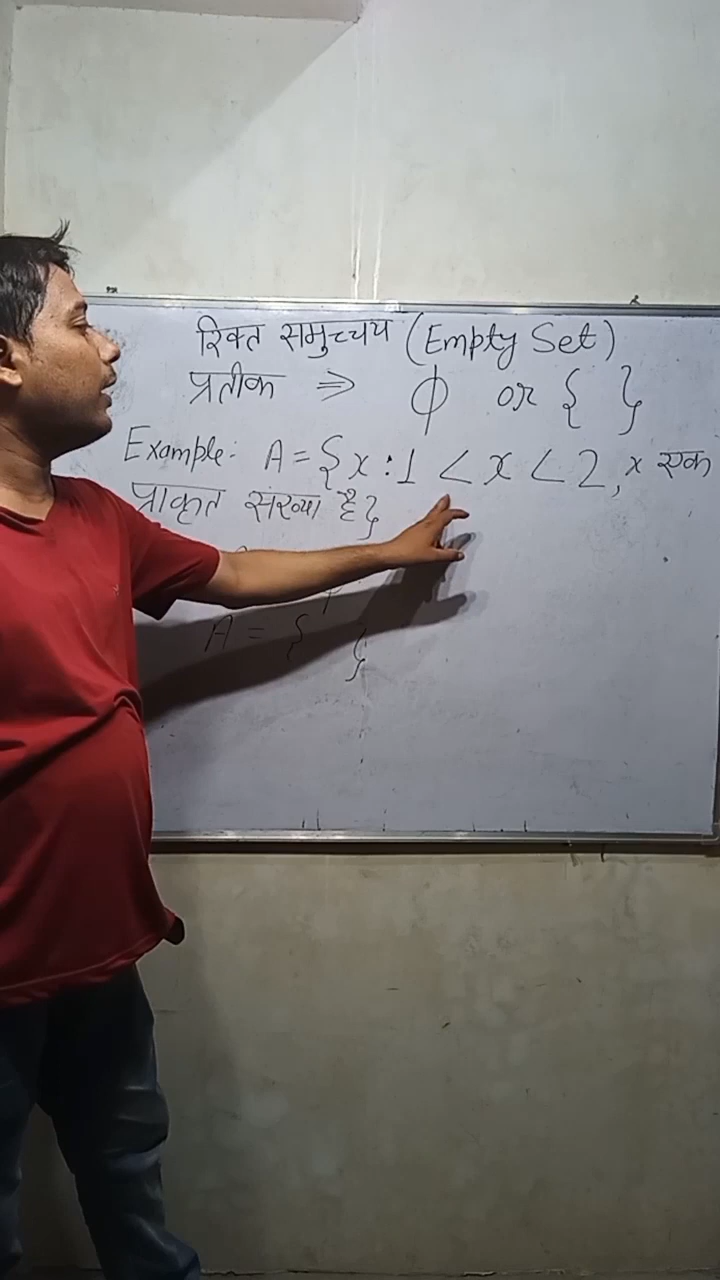 रिक्त समुच्चय (Empty Set)
प्रतीक ⇒ ϕ or { }
Example:- A = {x : 1 < x < 2, x एक
प्राकृत संख्या है}
A = { }